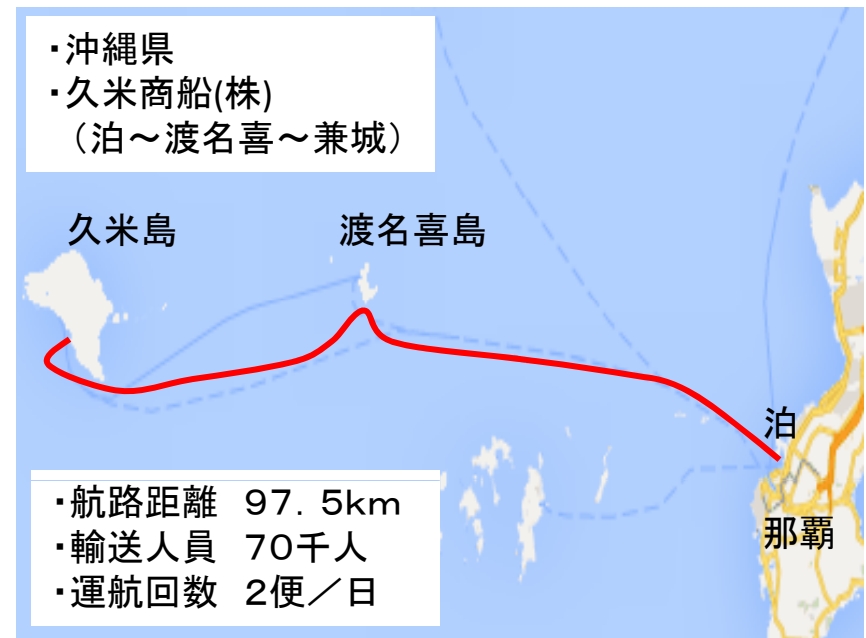 ・沖縄県
・久米商船(株)
（泊～渡名喜～兼城）
久米島
渡名喜島
泊
那覇
・航路距離　９７．５ｋｍ
・輸送人員　７０千人
・運航回数　２便／日